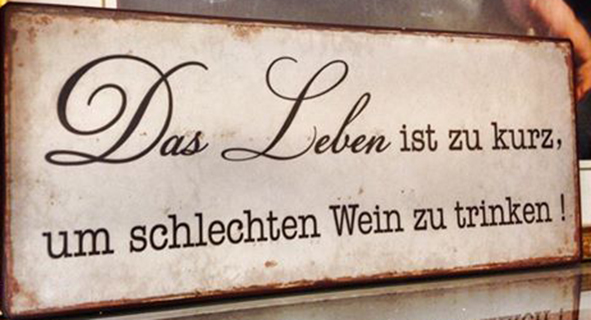 Das Leben ist zu kurz,
um schlechten Wein zu trinken !